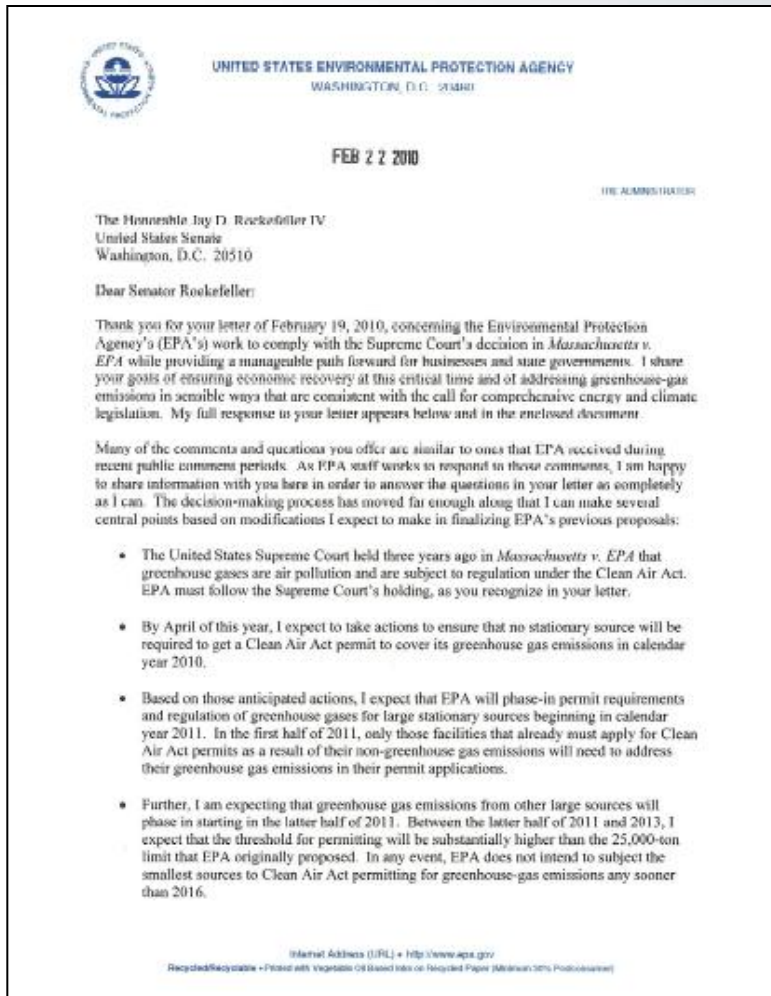 UNITED STATES ENVIRONMENTAL PROTECTION AGENCY
WASHINGTON, D.C. 20460
FEB 2 2 2010
THE ADMINISTRATOR
The Honorable Jay D. Rockefeller IV
United States Senate
Washington, D.C. 20510
Dear Senator Rockefeller:
Thank you for your letter of February 19, 2010, concerning the Environmental Protection
Agency's (EPA's) work to comply with the Supreme Court's decision in Massachusetts v.
EPA while providing a manageable path forward for businesses and state governments. I share
your goals of ensuring economic recovery at this critical time and of addressing greenhouse-gas
emissions in sensible ways that are consistent with the call for comprehensive energy and climate
legislation. My full response to your letter appears below and in the enclosed document.
Many of the comments and questions you offer are similar to ones that EPA received during
recent public comment periods. As EPA staff works to respond to those comments, I am happy
to share information with you here in order to answer the questions in your letter as completely
as I can. The decision-making process has moved far enough along that I can make several
central points based on modifications I expect to make in finalizing EPA's previous proposals:
• The United States Supreme Court held three years ago in Massachusetts v. EPA that
greenhouse gases are air pollution and are subject to regulation under the Clean Air Act.
EPA must follow the Supreme Court's holding, as you recognize in your letter.
• By April of this year, I expect to take actions to ensure that no stationary source will be
required to get a Clean Air Act permit to cover its greenhouse gas emissions in calendar
year 2010.
• Based on those anticipated actions, I expect that EPA will phase-in permit requirements
and regulation of greenhouse gases for large stationary sources beginning in calendar
year 2011. In the first half of 2011, only those facilities that already must apply for Clean
Air Act permits as a result of their non-greenhouse gas emissions will need to address
their greenhouse gas emissions in their permit applications.
• Further, I am expecting that greenhouse gas emissions from other large sources will
phase in starting in the latter half of 2011. Between the latter half of 2011 and 2013, I
expect that the threshold for permitting will be substantially higher than the 25,000-ton
limit that EPA originally proposed. In any event, EPA does not intend to subject the
smallest sources to Clean Air Act permitting for greenhouse-gas emissions any sooner
than 2016.
Internet Address (URL) • http://www.epa.gov
Recycled/Recyclable • Printed with Vegetable Oil Based Inks on Recycled Paper (Minimum 50% Postconsumer)